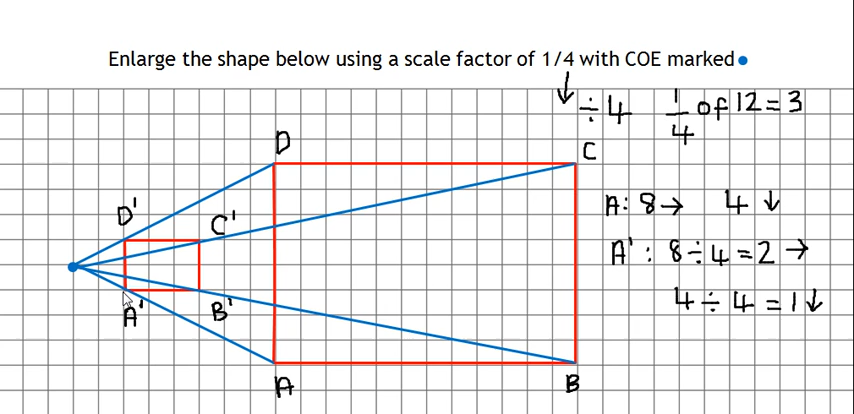 Enlarge the shape below using a scale factor of 1/4 with COE marked
÷4 1/4 of 12 = 3
D
C
A: 8 → 4 ↓
D'
C'
A': 8 ÷ 4 = 2 →
4 ÷ 4 = 1 ↓
A'
B'
A
B